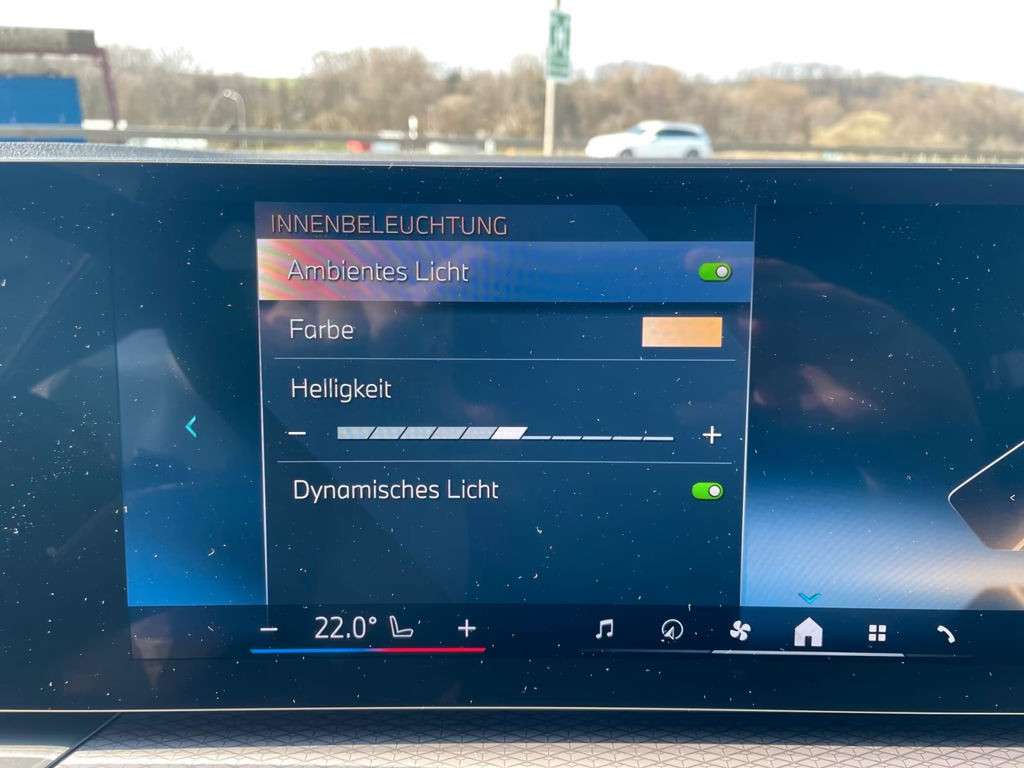 INNENBELEUCHTUNG
Ambientes Licht
Farbe
Helligkeit
− +
Dynamisches Licht
− 22.0° +